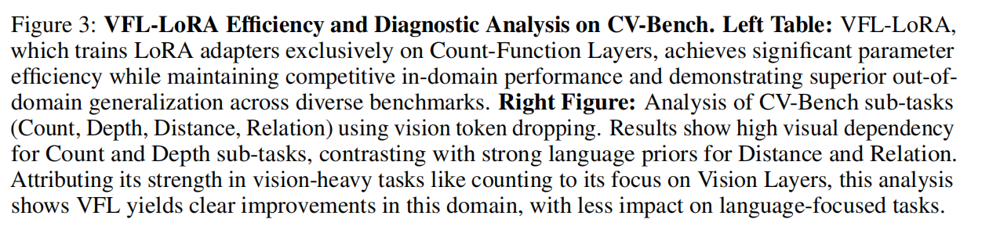 Figure 3: VFL-LoRA Efficiency and Diagnostic Analysis on CV-Bench. Left Table: VFL-LoRA,
which trains LoRA adapters exclusively on Count-Function Layers, achieves significant parameter
efficiency while maintaining competitive in-domain performance and demonstrating superior out-of-
domain generalization across diverse benchmarks. Right Figure: Analysis of CV-Bench sub-tasks
(Count, Depth, Distance, Relation) using vision token dropping. Results show high visual dependency
for Count and Depth sub-tasks, contrasting with strong language priors for Distance and Relation.
Attributing its strength in vision-heavy tasks like counting to its focus on Vision Layers, this analysis
shows VFL yields clear improvements in this domain, with less impact on language-focused tasks.